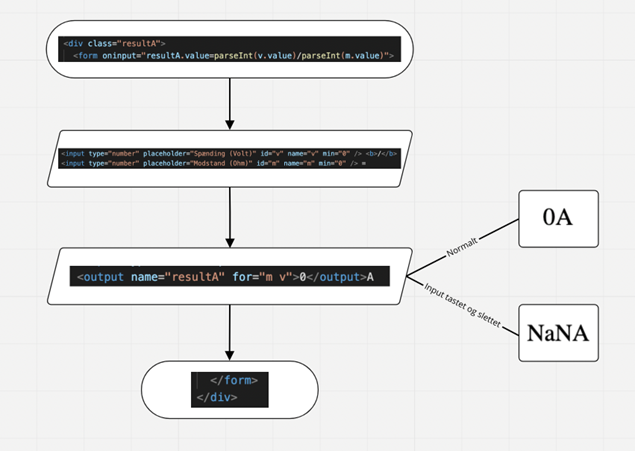 <div class="resultA">
<form oninput="resultA.value=parseInt(v.value)/parseInt(m.value)">
<input type="number" placeholder="Spænding (Volt)" id="v" name="v" min="0" /> <b>/</b>
<input type="number" placeholder="Modstand (Ohm)" id="m" name="m" min="0" /> =
<output name="resultA" for="m v">0</output>A
Normalt
0A
Input tastet og slettet
NaNA
</form>
</div>